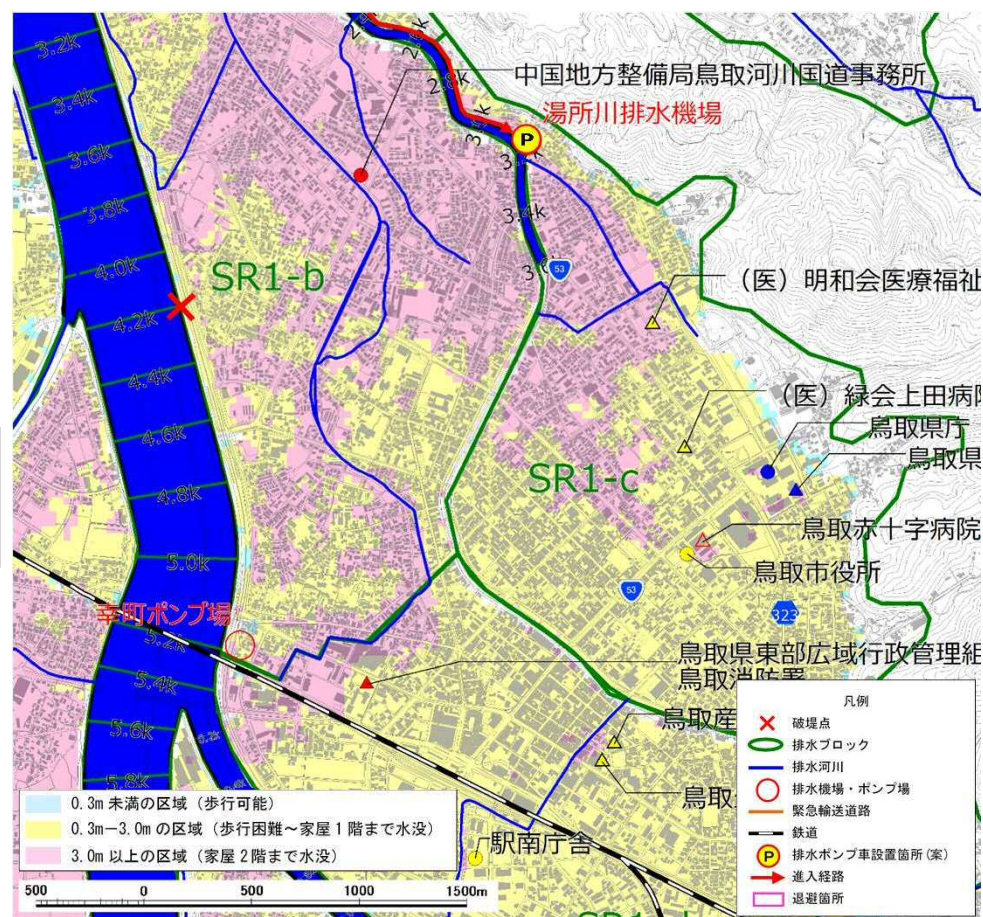 3.2k
3.4k
3.6k
3.8k
4.0k
4.2k
4.4k
4.6k
4.8k
5.0k
5.2k
5.4k
5.6k
5.8k
0.2k
2.8k
3.4k
中国地方整備局鳥取河川国道事務所
湯所川排水機場
P
SR1-b
53
（医）明和会医療福祉
（医）緑会上田病院
鳥取県庁
鳥取県
SR1-c
鳥取赤十字病院
鳥取市役所
53
323
幸町ポンプ場
鳥取県東部広域行政管理組
鳥取消防署
鳥取産
鳥取
駅南庁舎
凡例
破堤点
排水ブロック
排水河川
排水機場・ポンプ場
緊急輸送道路
鉄道
P
排水ポンプ車設置箇所(案)
進入経路
退避箇所
0.3m 未満の区域（歩行可能）
0.3m－3.0m の区域（歩行困難～家屋１階まで水没）
3.0m 以上の区域（家屋２階まで水没）
500 0 500 1000 1500m